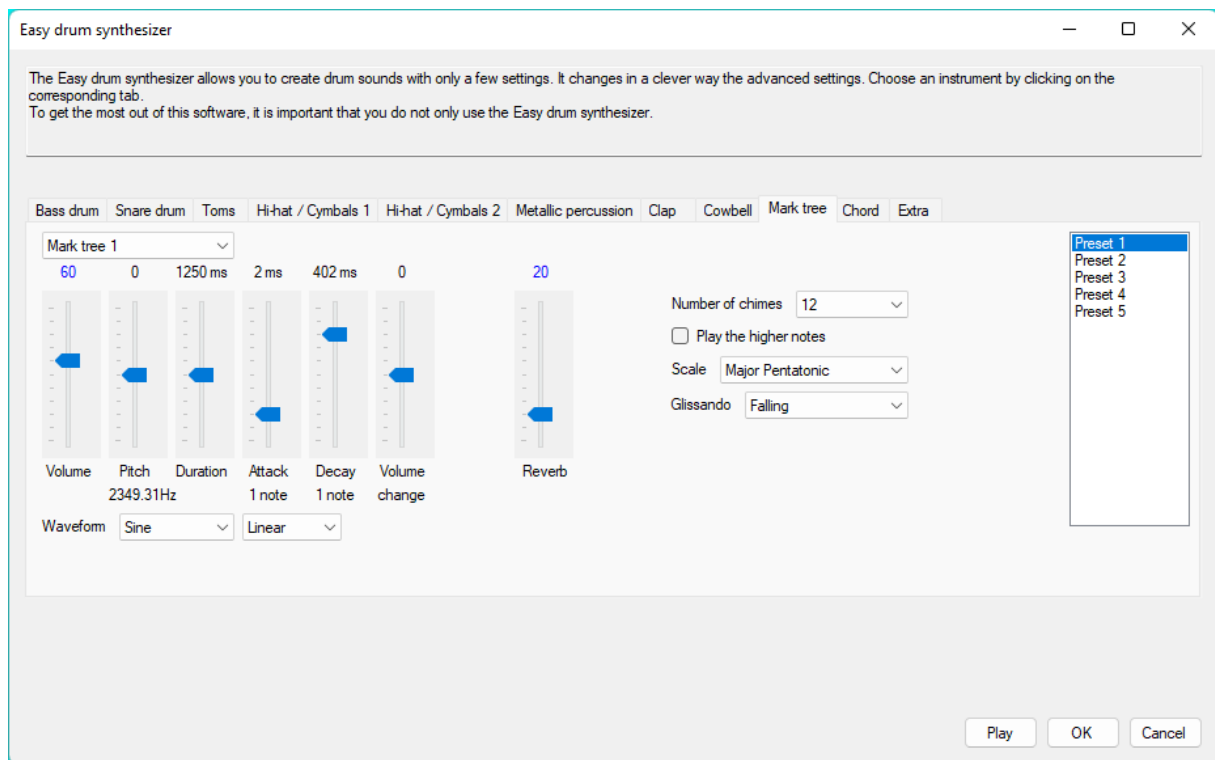 Easy drum synthesizer
The Easy drum synthesizer allows you to create drum sounds with only a few settings. It changes in a clever way the advanced settings. Choose an instrument by clicking on the
corresponding tab.
To get the most out of this software, it is important that you do not only use the Easy drum synthesizer.
Bass drum Snare drum Toms Hi-hat / Cymbals 1 Hi-hat / Cymbals 2 Metallic percussion Clap Cowbell Mark tree Chord Extra
Mark tree 1
60 0 1250 ms 2 ms 402 ms 0 20
Volume Pitch Duration Attack Decay Volume Reverb
2349.31Hz 1 note 1 note change
Waveform Sine Linear
Number of chimes 12
Play the higher notes
Scale Major Pentatonic
Glissando Falling
Preset 1
Preset 2
Preset 3
Preset 4
Preset 5
Play OK Cancel